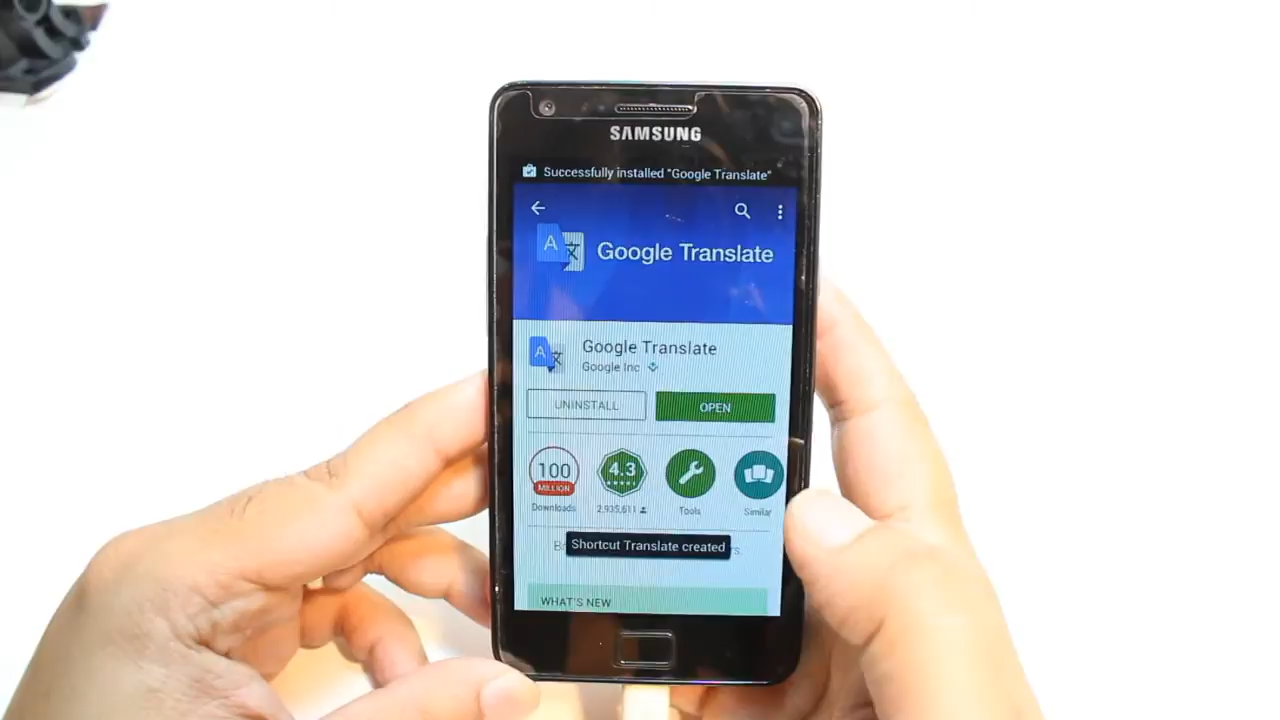 SAMSUNG
Successfully installed "Google Translate"
A
Google Translate
A
Google Translate
Google Inc
UNINSTALL
OPEN
100
MILLION
4.3
Downloads
2,935,611
Tools
Similar
Shortcut Translate created
WHAT'S NEW